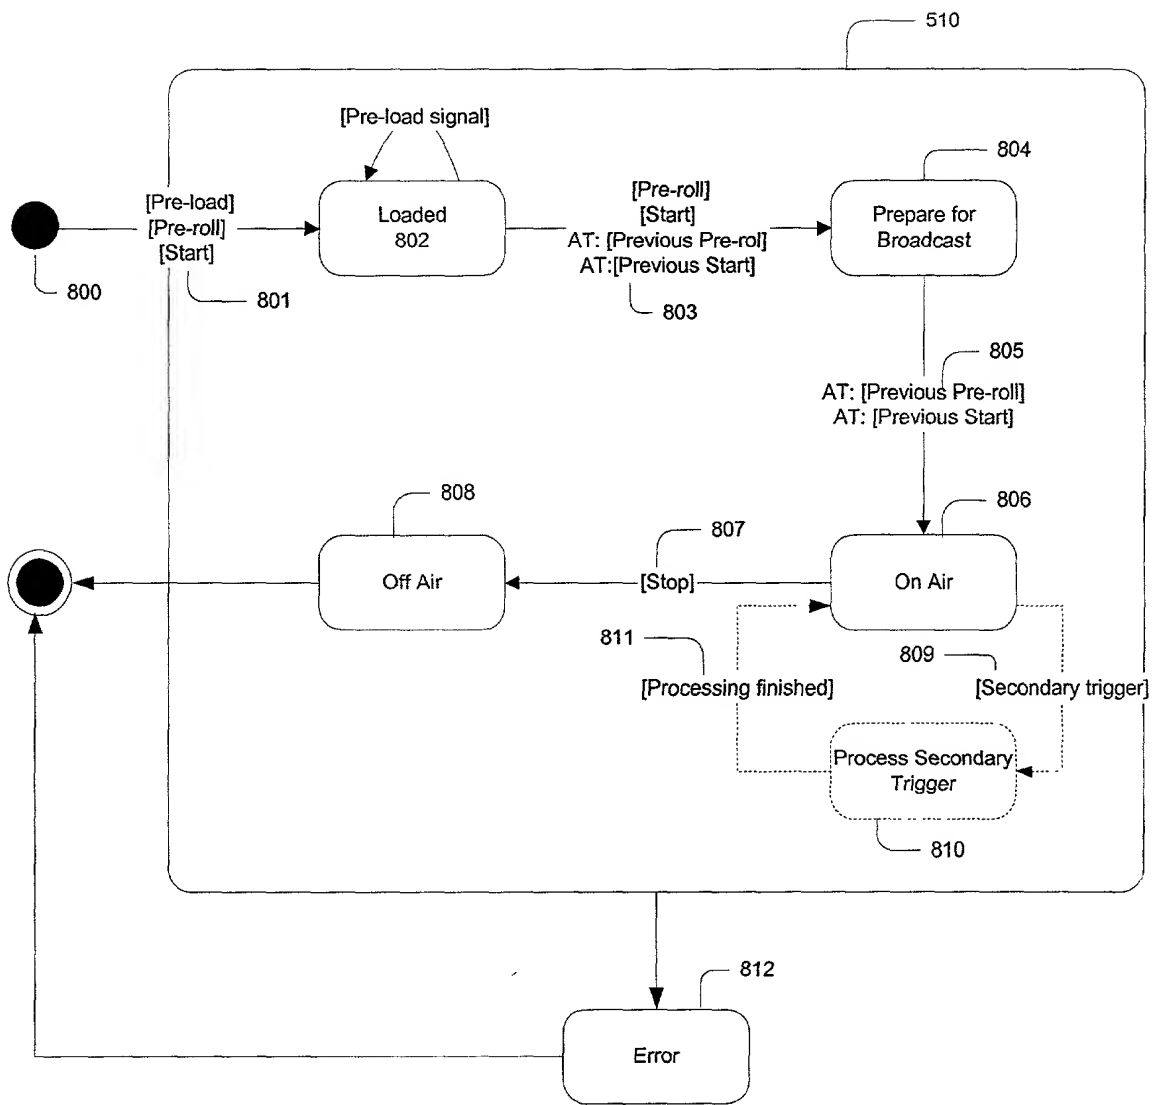 510
[Pre-load signal]
804
[Pre-load]
[Pre-roll]
[Start]
Loaded
802
[Pre-roll]
[Start]
AT: [Previous Pre-rol]
AT:[Previous Start]
Prepare for
Broadcast
800
801
803
805
AT: [Previous Pre-roll]
AT: [Previous Start]
808
807
806
Off Air
[Stop]
On Air
811
809
[Processing finished]
[Secondary trigger]
Process Secondary
Trigger
810
812
Error